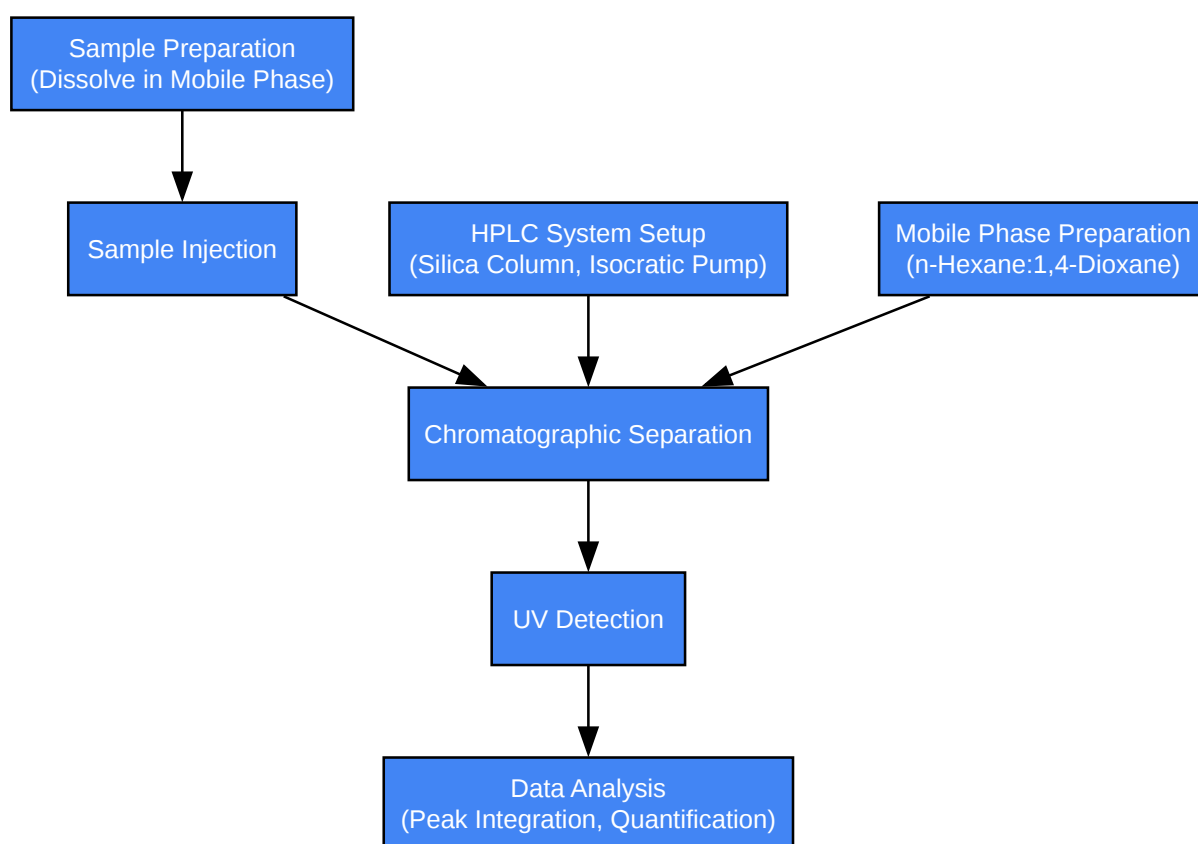 Sample Preparation
(Dissolve in Mobile Phase)
Sample Injection
HPLC System Setup
(Silica Column, Isocratic Pump)
Mobile Phase Preparation
(n-Hexane:1,4-Dioxane)
Chromatographic Separation
UV Detection
Data Analysis
(Peak Integration, Quantification)